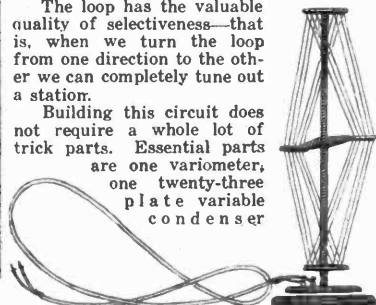 The loop has the valuable
quality of selectiveness—that
is, when we turn the loop
from one direction to the oth-
er we can completely tune out
a station.
Building this circuit does
not require a whole lot of
trick parts. Essential parts
are one variometer,
one twenty-three
plate variable
condenser